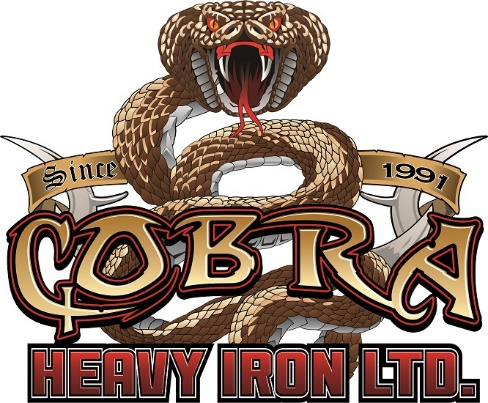 Since 1991
COBRA
HEAVY IRON LTD.